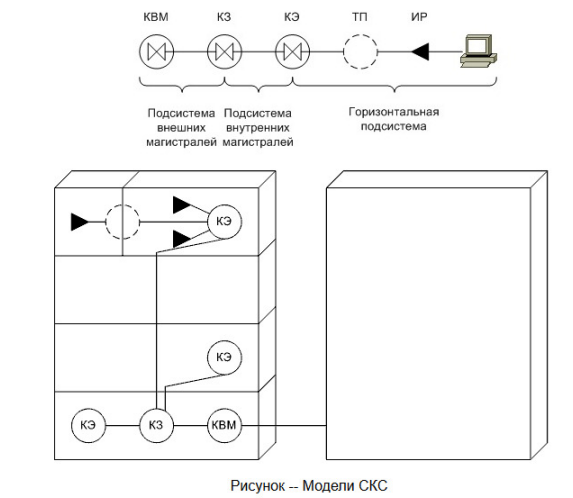 КВМ КЗ КЭ ТП ИР
Подсистема внешних магистралей
Подсистема внутренних магистралей
Горизонтальная подсистема
КЭ
КЭ
КЭ КЗ КВМ
Рисунок -- Модели СКС